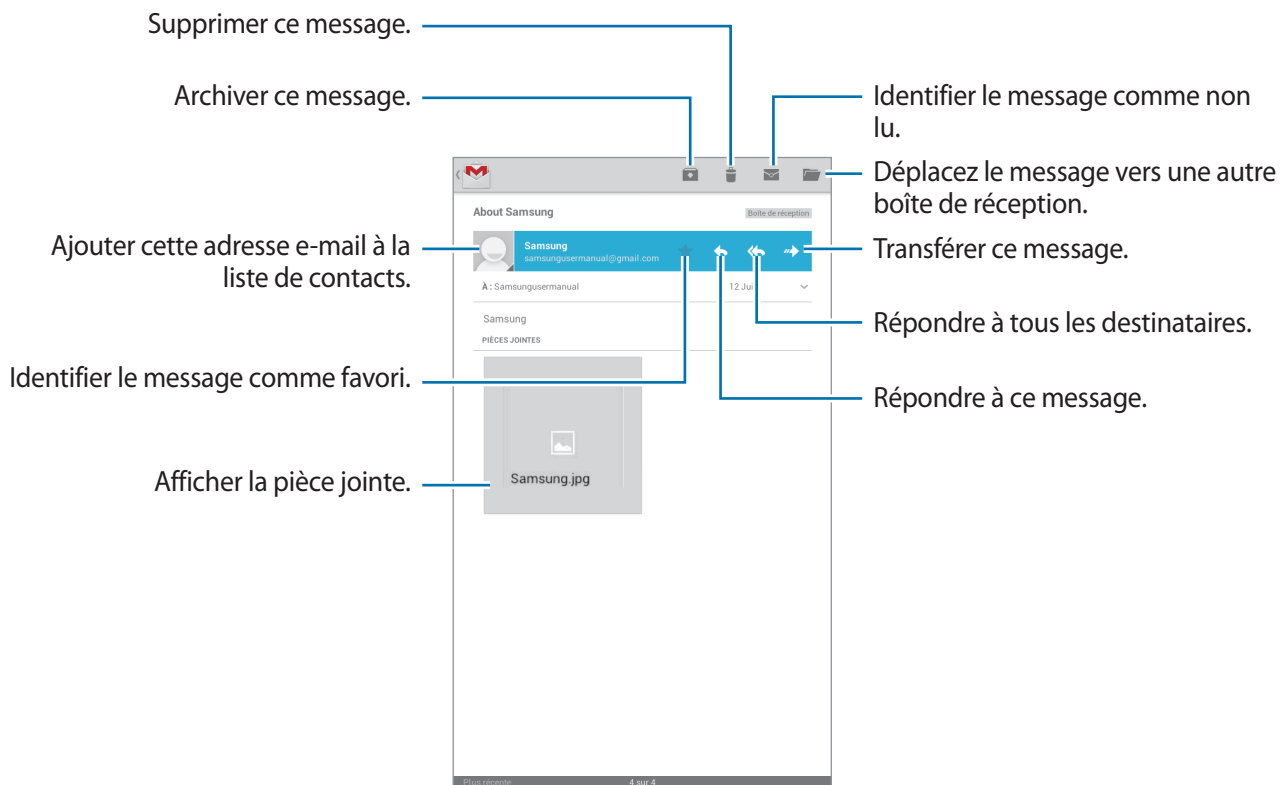 Supprimer ce message.
Archiver ce message.
Identifier le message comme non
lu.
Déplacez le message vers une autre
boîte de réception.
About Samsung
Boîte de réception
Ajouter cette adresse e-mail à la
liste de contacts.
Samsung
samsungusermanual@gmail.com
Transférer ce message.
À : Samsungusermanual
12 Jui
Samsung
Répondre à tous les destinataires.
PIÈCES JOINTES
Identifier le message comme favori.
Répondre à ce message.
Afficher la pièce jointe.
Samsung.jpg
Plus récente
4 sur 4